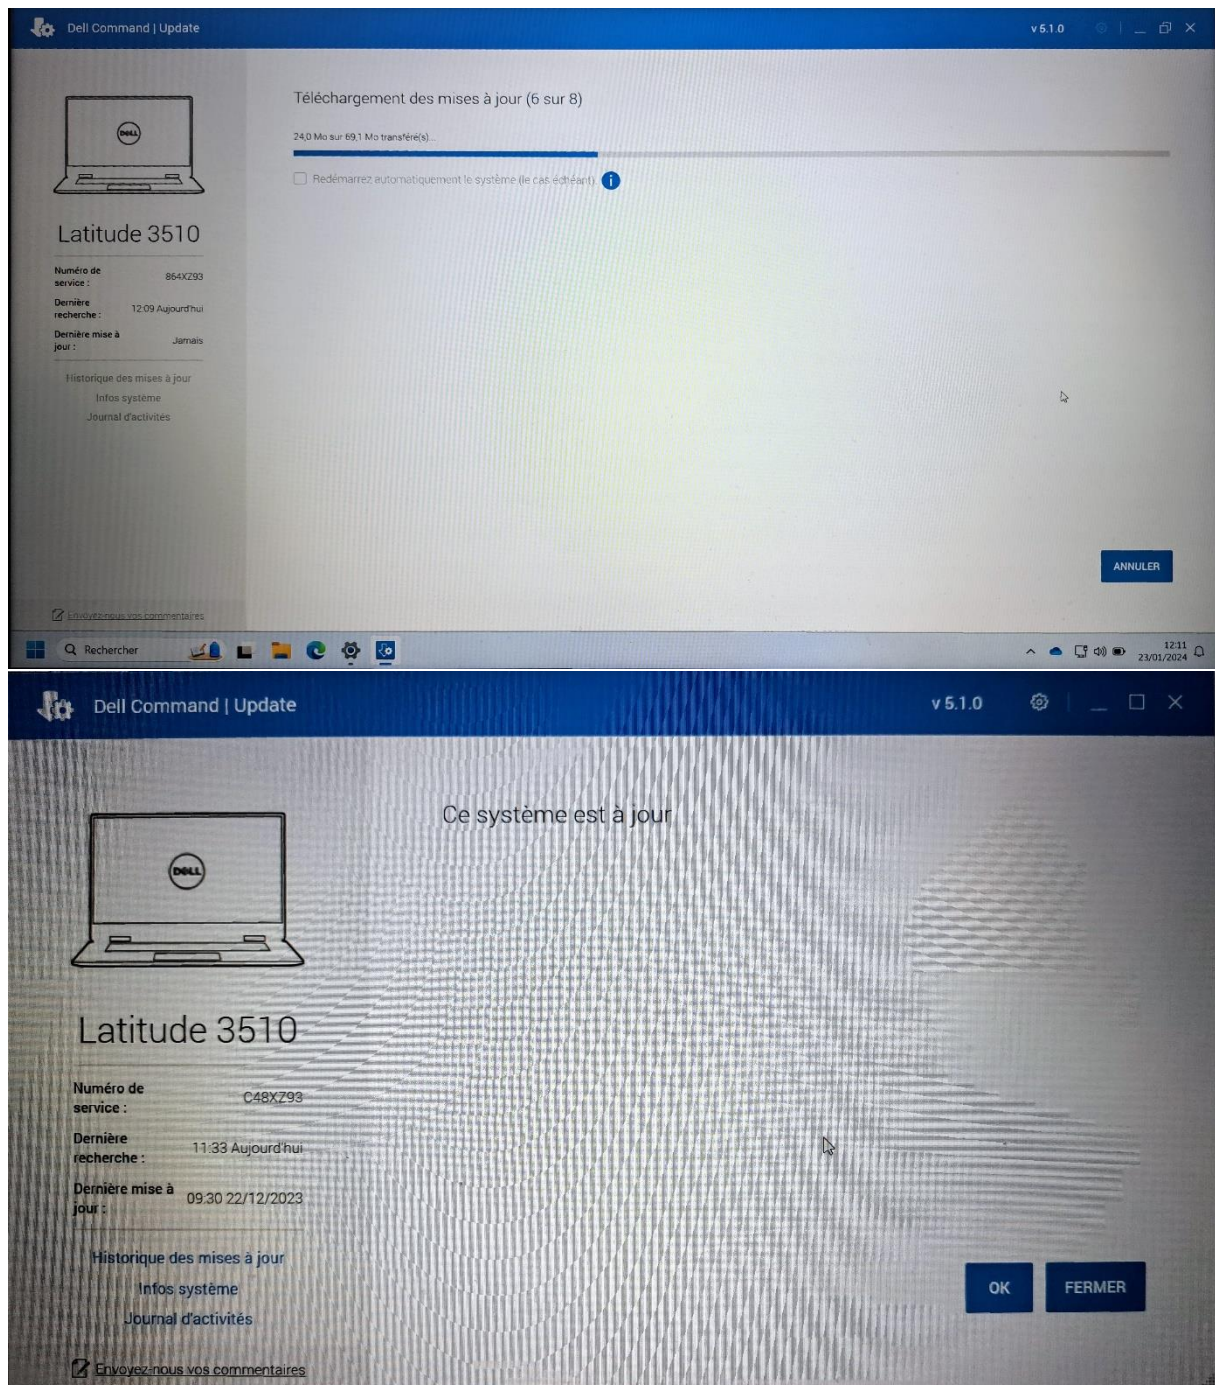 Dell Command | Update
v 5.1.0
Téléchargement des mises à jour (6 sur 8)
24,0 Mo sur 69,1 Mo transféré(s)...
Redémarrez automatiquement le système (le cas échéant)
DELL
Latitude 3510
Numéro de service : 864XZ93
Dernière recherche : 12:09 Aujourd'hui
Dernière mise à jour : Jamais
Historique des mises à jour
Infos système
Journal d'activités
ANNULER
Envoyez-nous vos commentaires
Rechercher
12:11
23/01/2024
Dell Command | Update
v 5.1.0
Ce système est à jour
DELL
Latitude 3510
Numéro de service : C48XZ93
Dernière recherche : 11:33 Aujourd'hui
Dernière mise à jour : 09:30 22/12/2023
Historique des mises à jour
Infos système
Journal d'activités
OK
FERMER
Envoyez-nous vos commentaires